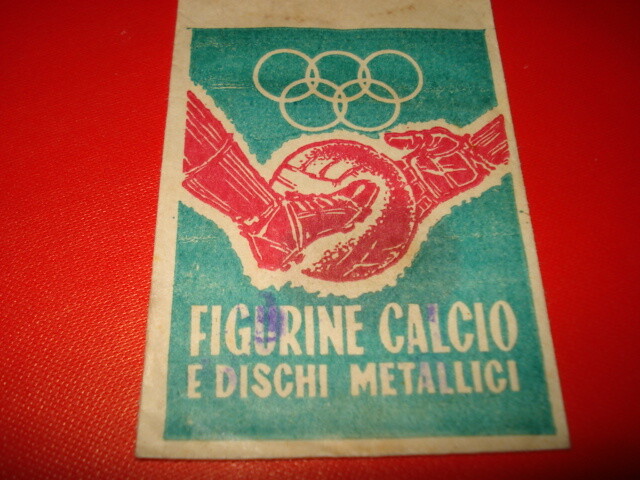 FIGURINE CALCIO
E DISCHI METALLICI